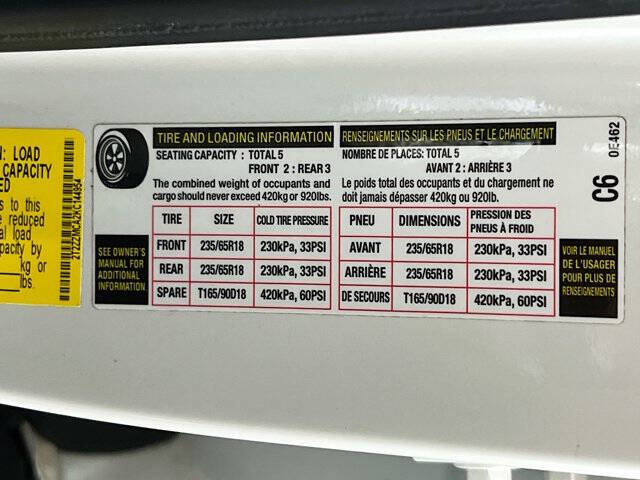 N: LOAD
CAPACITY
ED
s to this
e reduced
al load
apacity by
kg or
lbs.
TIRE AND LOADING INFORMATION
SEATING CAPACITY : TOTAL 5
FRONT 2 : REAR 3
The combined weight of occupants and
cargo should never exceed 420kg or 920lbs.
SEE OWNER'S
MANUAL FOR
ADDITIONAL
INFORMATION
TIRE SIZE COLD TIRE PRESSURE
FRONT 235/65R18 230kPa, 33PSI
REAR 235/65R18 230kPa, 33PSI
SPARE T165/90D18 420kPa, 60PSI
RENSEIGNEMENTS SUR LES PNEUS ET LE CHARGEMENT
NOMBRE DE PLACES: TOTAL 5
AVANT 2 : ARRIÈRE 3
Le poids total des occupants et du chargement ne
doit jamais dépasser 420kg ou 920lb.
PNEU DIMENSIONS PRESSION DES
PNEUS À FROID
AVANT 235/65R18 230kPa, 33PSI
ARRIÈRE 235/65R18 230kPa, 33PSI
DE SECOURS T165/90D18 420kPa, 60PSI
VOIR LE MANUEL
DE L'USAGER
POUR PLUS DE
RENSEIGNEMENTS
C6
0E462